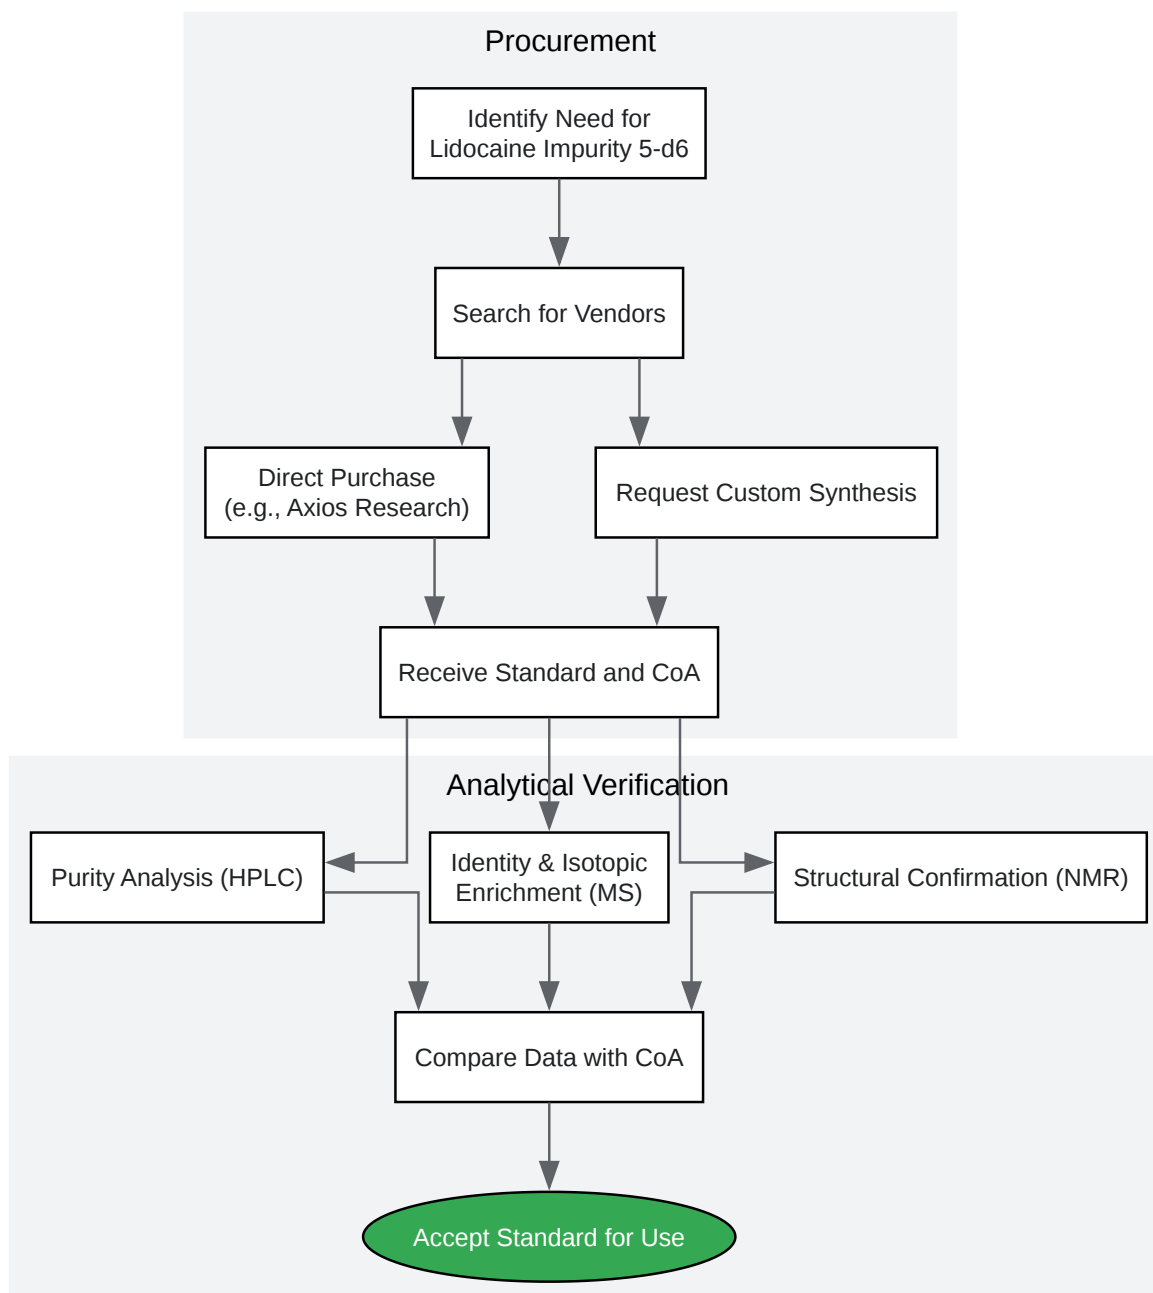 Procurement
Identify Need for
Lidocaine Impurity 5-d6
Search for Vendors
Direct Purchase
(e.g., Axios Research)
Request Custom Synthesis
Receive Standard and CoA
Analytical Verification
Purity Analysis (HPLC)
Identity & Isotopic
Enrichment (MS)
Structural Confirmation (NMR)
Compare Data with CoA
Accept Standard for Use